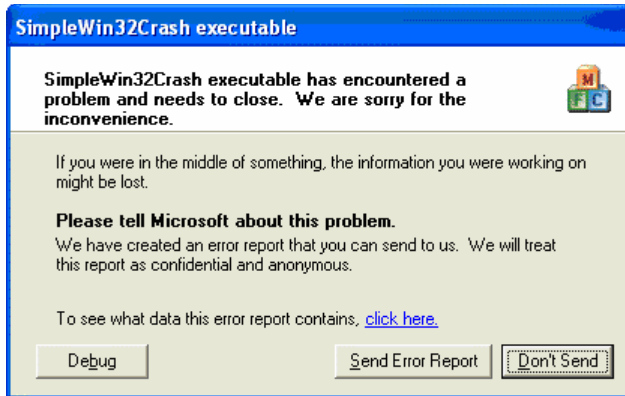 SimpleWin32Crash executable
SimpleWin32Crash executable has encountered a
problem and needs to close.  We are sorry for the
inconvenience.
M
F C
If you were in the middle of something, the information you were working on
might be lost.
Please tell Microsoft about this problem.
We have created an error report that you can send to us.  We will treat
this report as confidential and anonymous.
To see what data this error report contains, click here.
Debug
Send Error Report
Don't Send